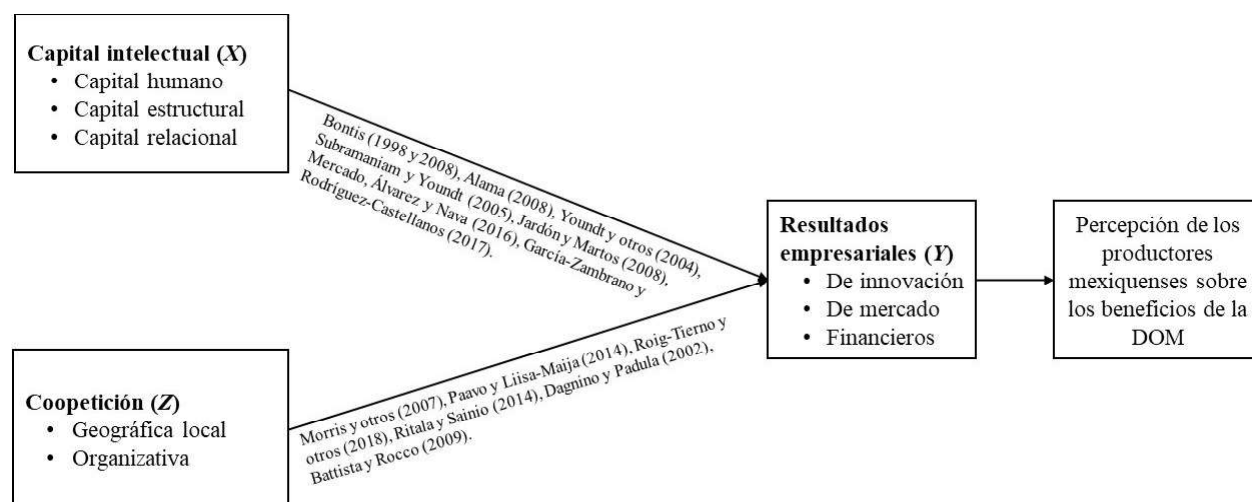 Capital intelectual (X)
• Capital humano
• Capital estructural
• Capital relacional
Bontis (1998 y 2008), Alama (2008), Youndt y otros (2004),
Subramaniam y Youndt (2005), Jardón y Martos (2008),
Mercado, Álvarez y Nava (2016), García-Zambrano y
Rodríguez-Castellanos (2017).
Resultados
empresariales (Y)
• De innovación
• De mercado
• Financieros
Percepción de los
productores
mexiquenses sobre
los beneficios de la
DOM
Coopetición (Z)
• Geográfica local
• Organizativa
Morris y otros (2007), Paavo y Liisa-Maija (2014), Roig-Tierno y
otros (2018), Ritala y Sainio (2014), Dagnino y Padula (2002),
Battista y Rocco (2009).